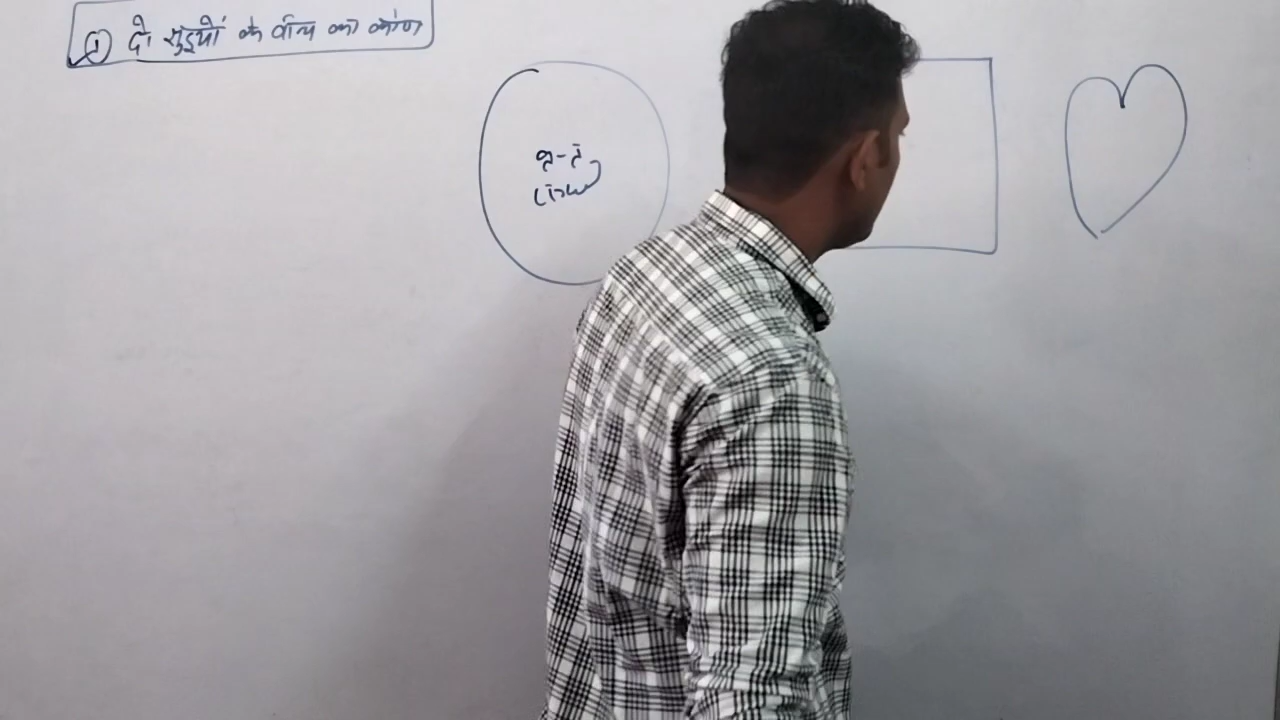 ① दो सुइयों के बीच का कोण